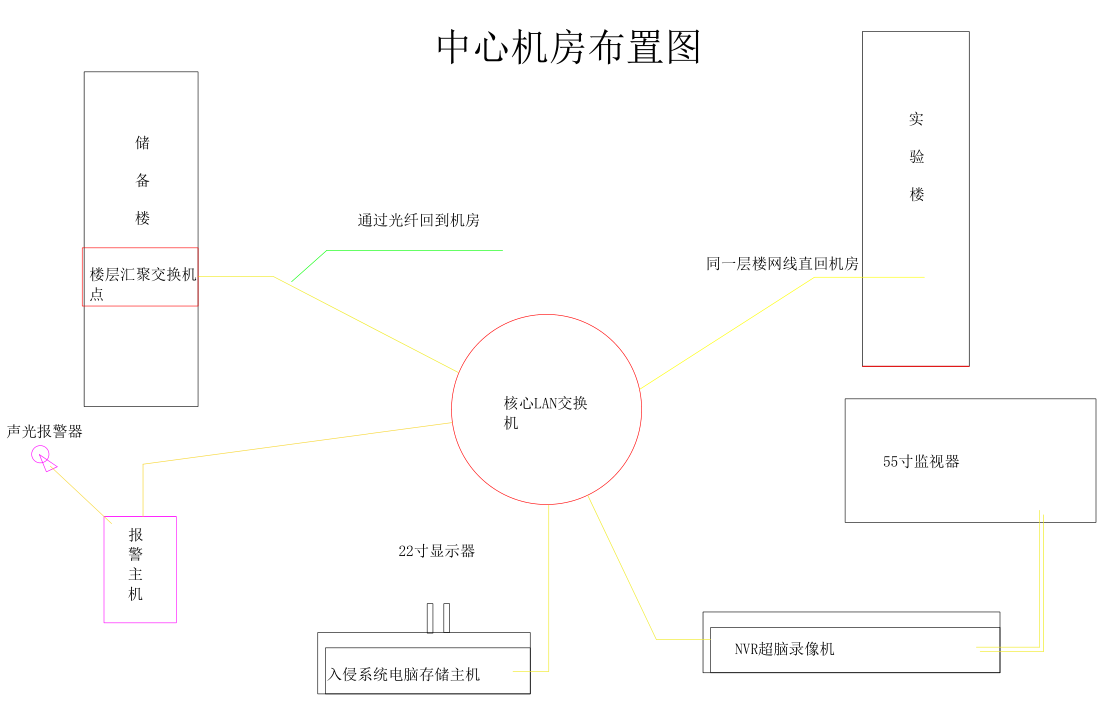 中心机房布置图
储
备
楼
实
验
楼
通过光纤回到机房
同一层楼网线直回机房
楼层汇聚交换机
点
核心LAN交换
机
声光报警器
55寸监视器
报
警
主
机
22寸显示器
NVR超脑录像机
入侵系统电脑存储主机